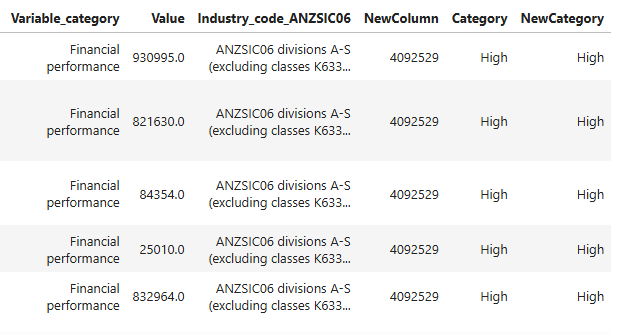 Variable_category Value Industry_code_ANZSIC06 NewColumn Category NewCategory
Financial performance 930995.0 ANZSIC06 divisions A-S (excluding classes K633... 4092529 High High
Financial performance 821630.0 ANZSIC06 divisions A-S (excluding classes K633... 4092529 High High
Financial performance 84354.0 ANZSIC06 divisions A-S (excluding classes K633... 4092529 High High
Financial performance 25010.0 ANZSIC06 divisions A-S (excluding classes K633... 4092529 High High
Financial performance 832964.0 ANZSIC06 divisions A-S (excluding classes K633... 4092529 High High